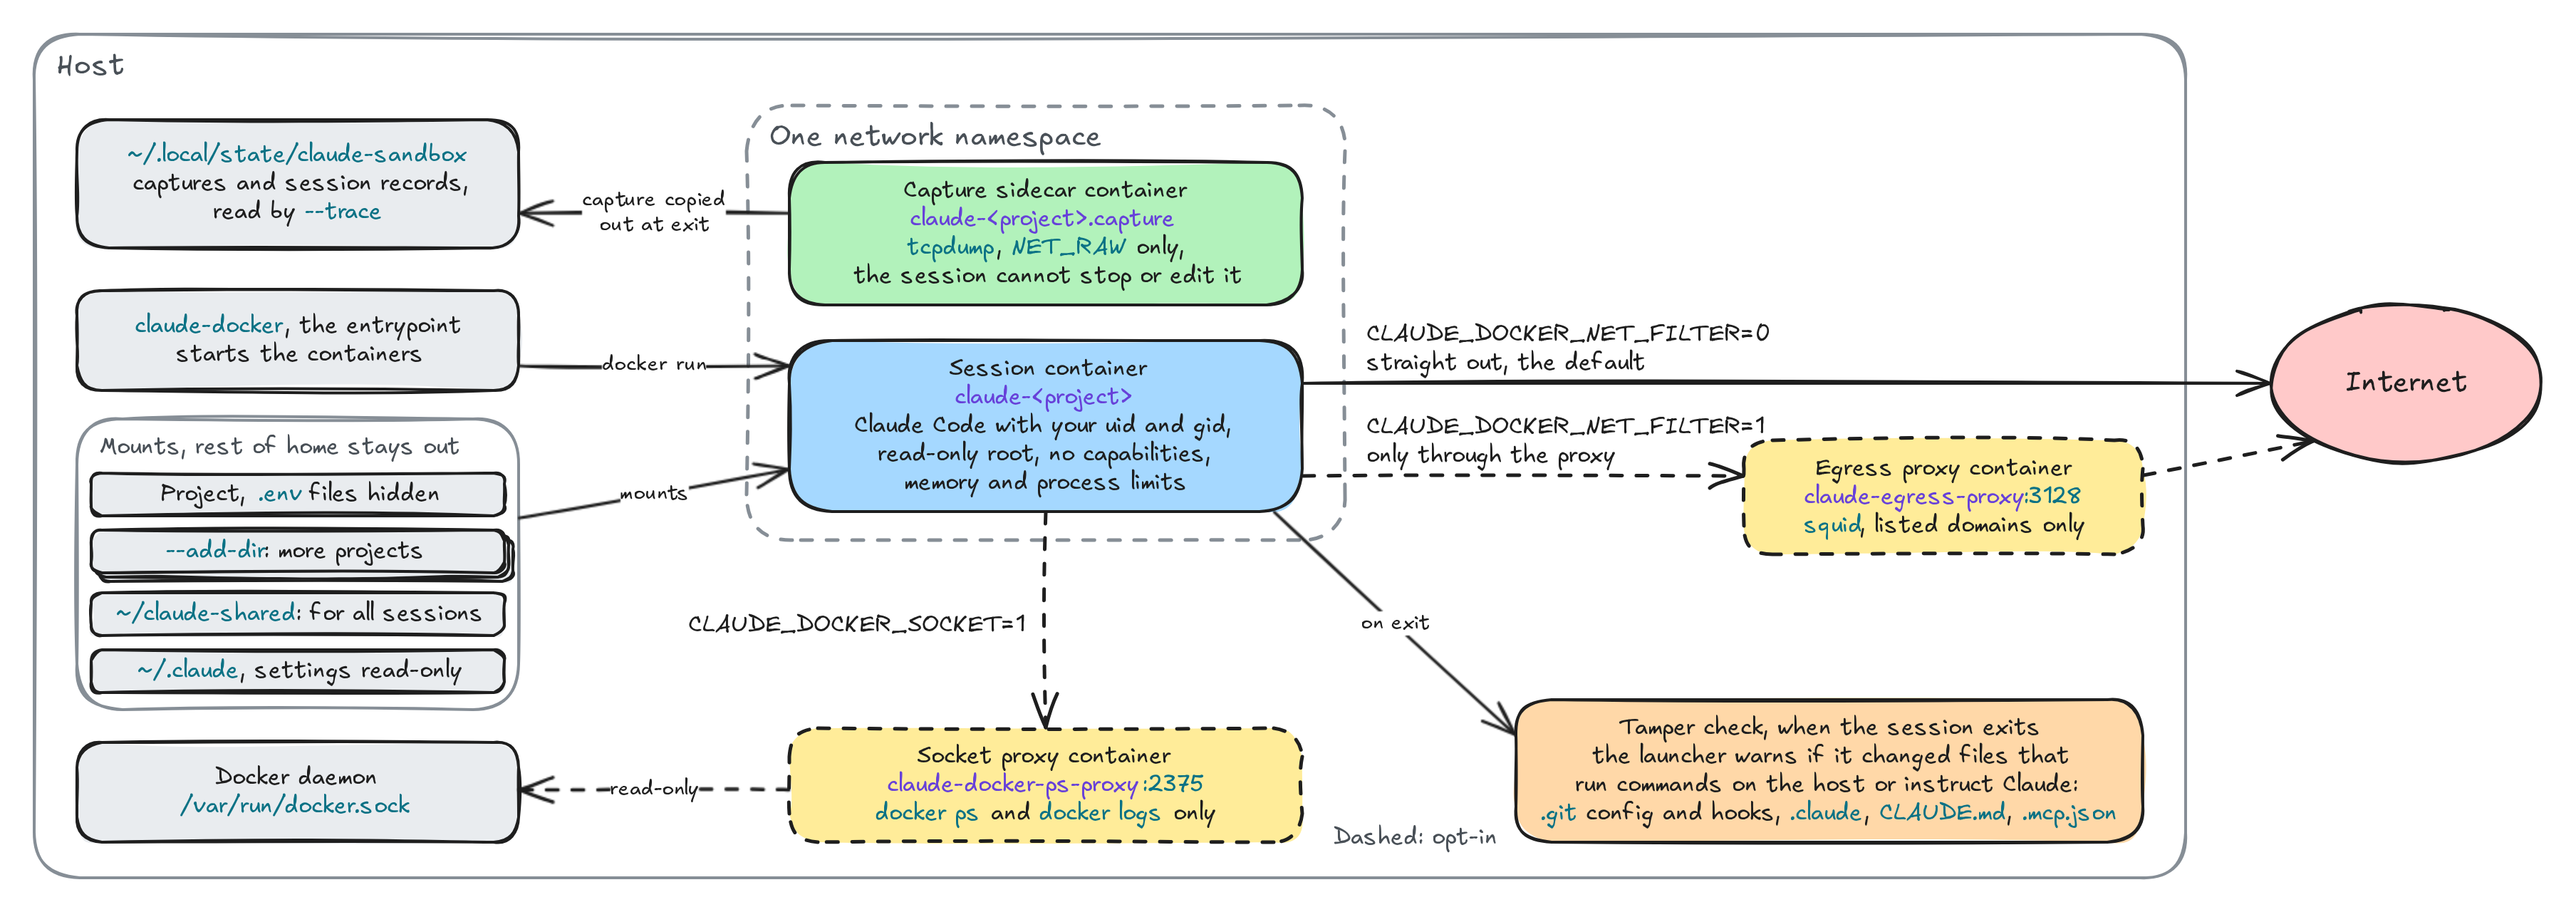 Host
~/.local/state/claude-sandbox
captures and session records,
read by --trace
capture copied
out at exit
One network namespace
Capture sidecar container
claude-<project>.capture
tcpdump, NET_RAW only,
the session cannot stop or edit it
claude-docker, the entrypoint
starts the containers
docker run
Session container
claude-<project>
Claude Code with your uid and gid,
read-only root, no capabilities,
memory and process limits
CLAUDE_DOCKER_NET_FILTER=0
straight out, the default
Internet
CLAUDE_DOCKER_NET_FILTER=1
only through the proxy
Egress proxy container
claude-egress-proxy:3128
squid, listed domains only
Mounts, rest of home stays out
Project, .env files hidden
--add-dir: more projects
~/claude-shared: for all sessions
~/.claude, settings read-only
mounts
CLAUDE_DOCKER_SOCKET=1
on exit
Docker daemon
/var/run/docker.sock
read-only
Socket proxy container
claude-docker-ps-proxy:2375
docker ps and docker logs only
Dashed: opt-in
Tamper check, when the session exits
the launcher warns if it changed files that
run commands on the host or instruct Claude:
.git config and hooks, .claude, CLAUDE.md, .mcp.json